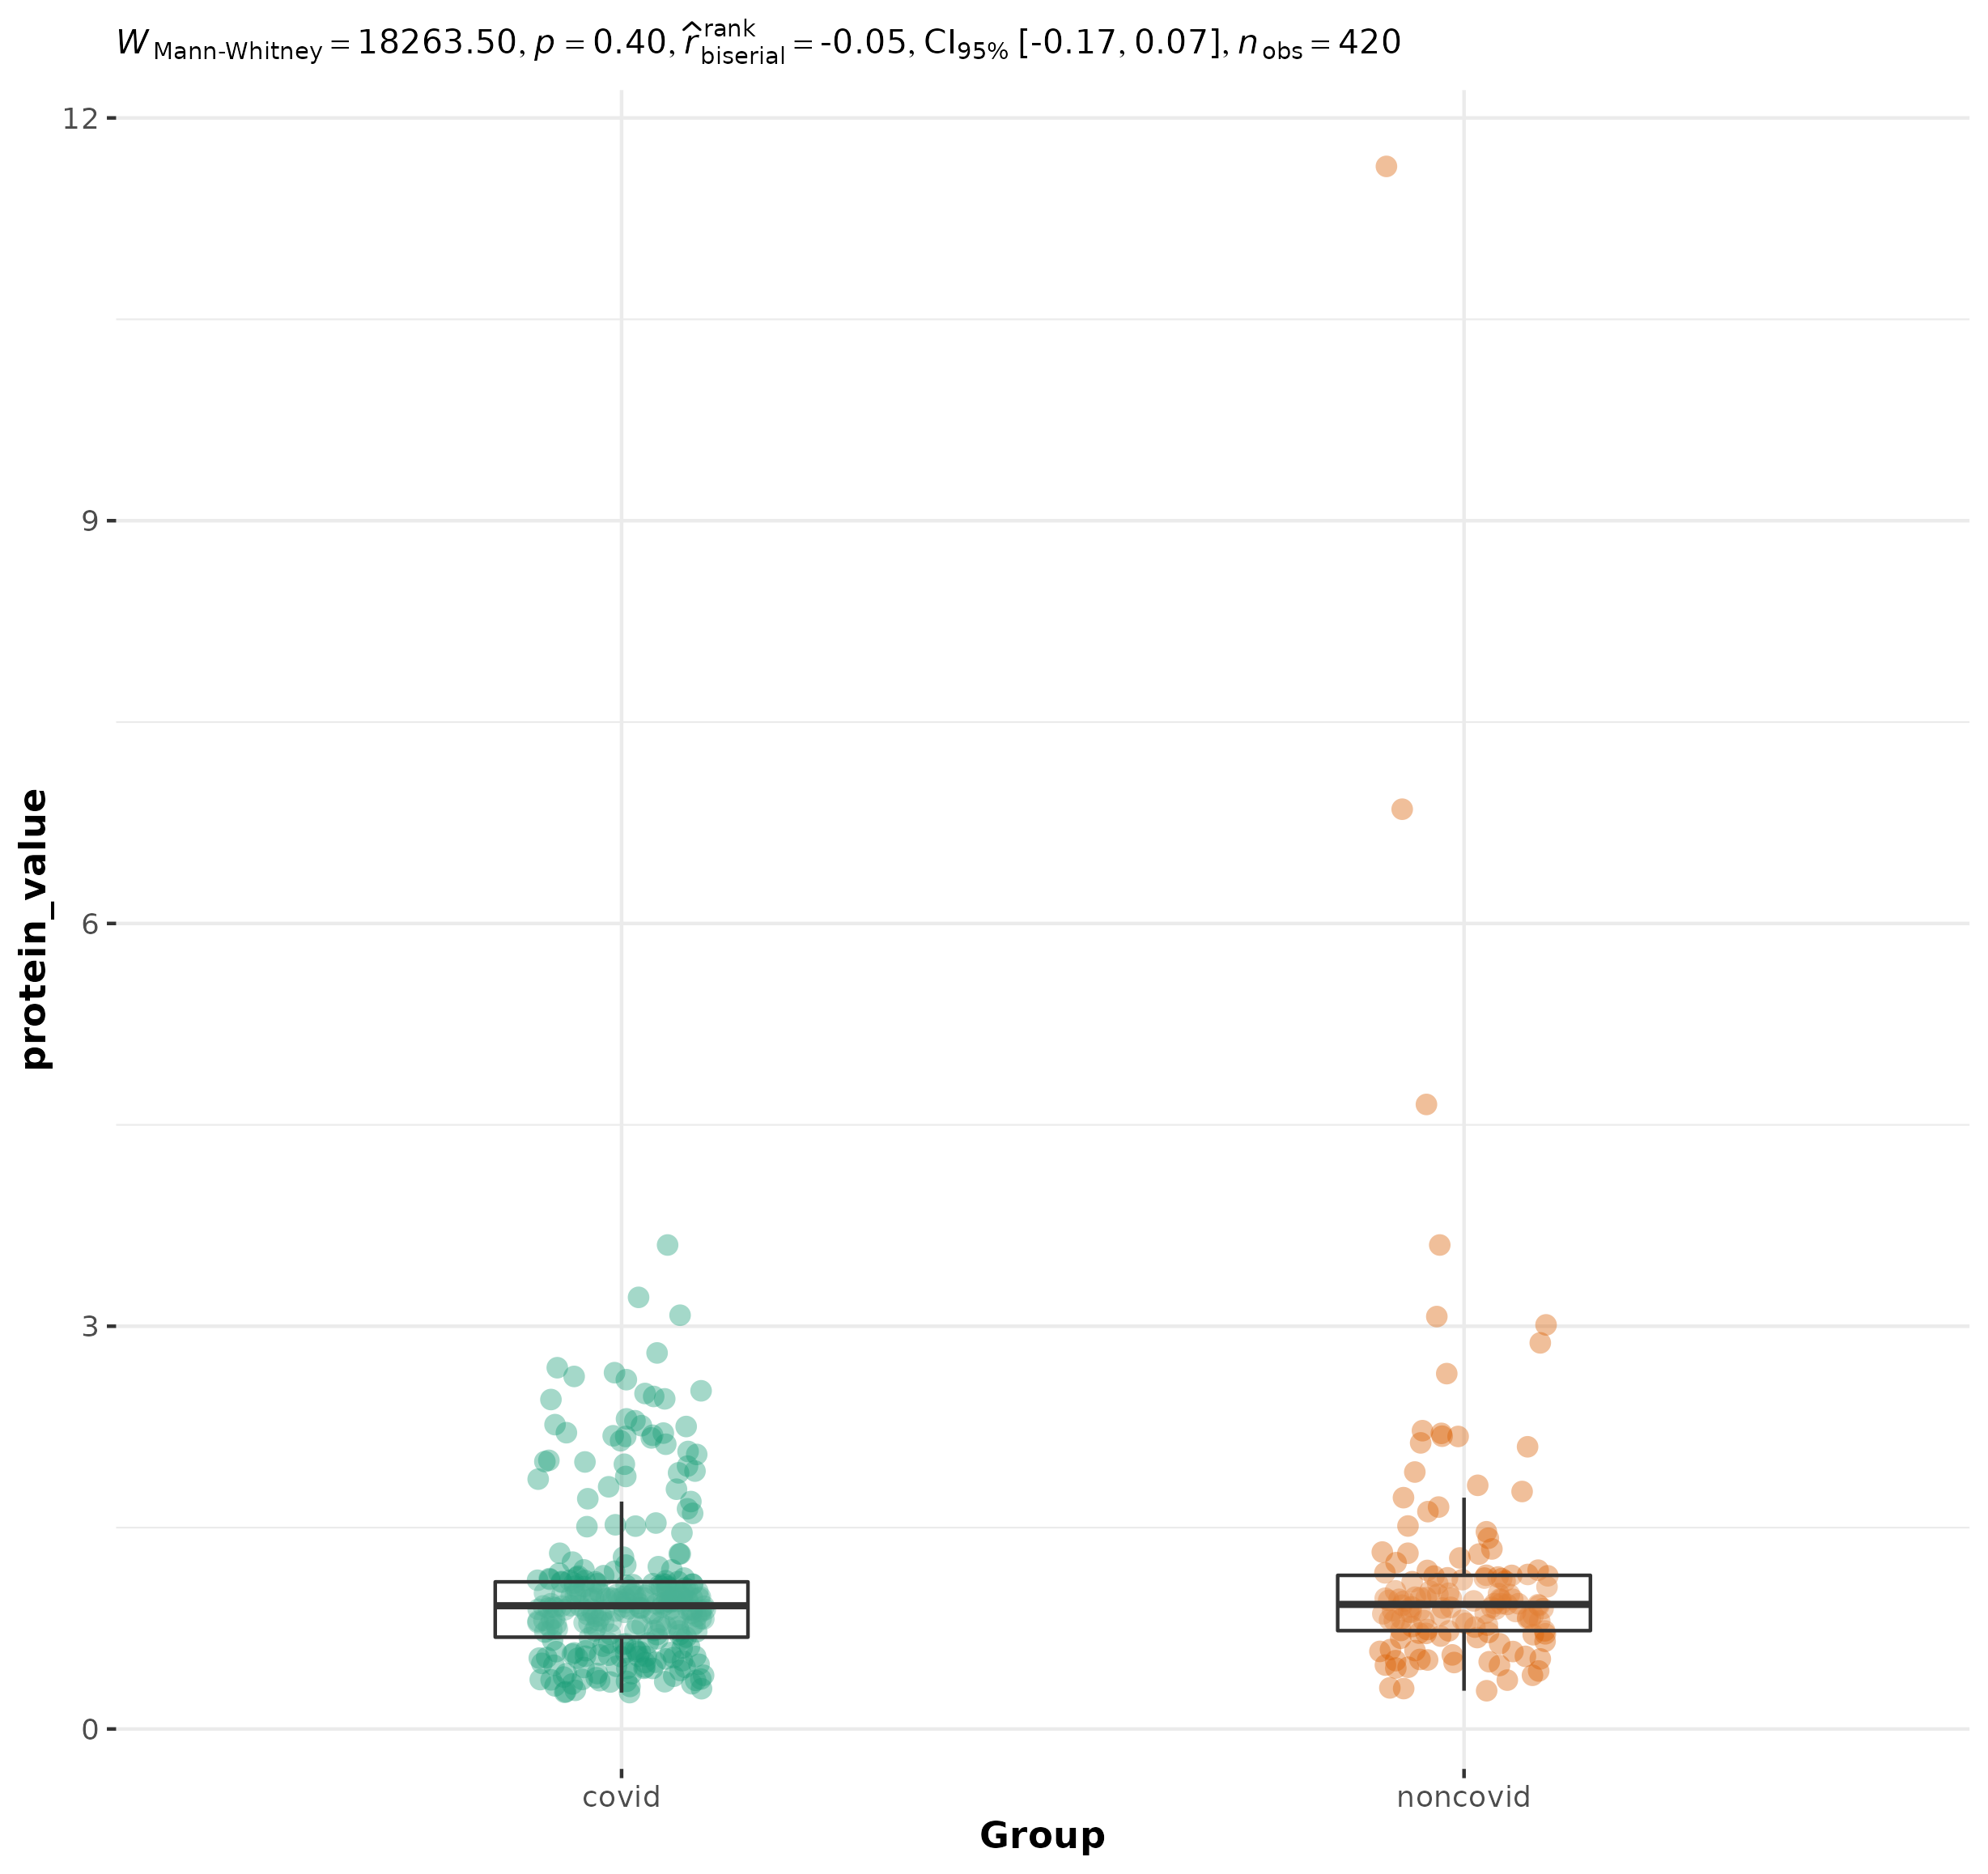 W Mann-Whitney = 18263.50, p = 0.40, r̂ rank biserial = -0.05, CI95% [-0.17, 0.07], n obs = 420
12
9
6
3
0
protein_value
covid noncovid
Group